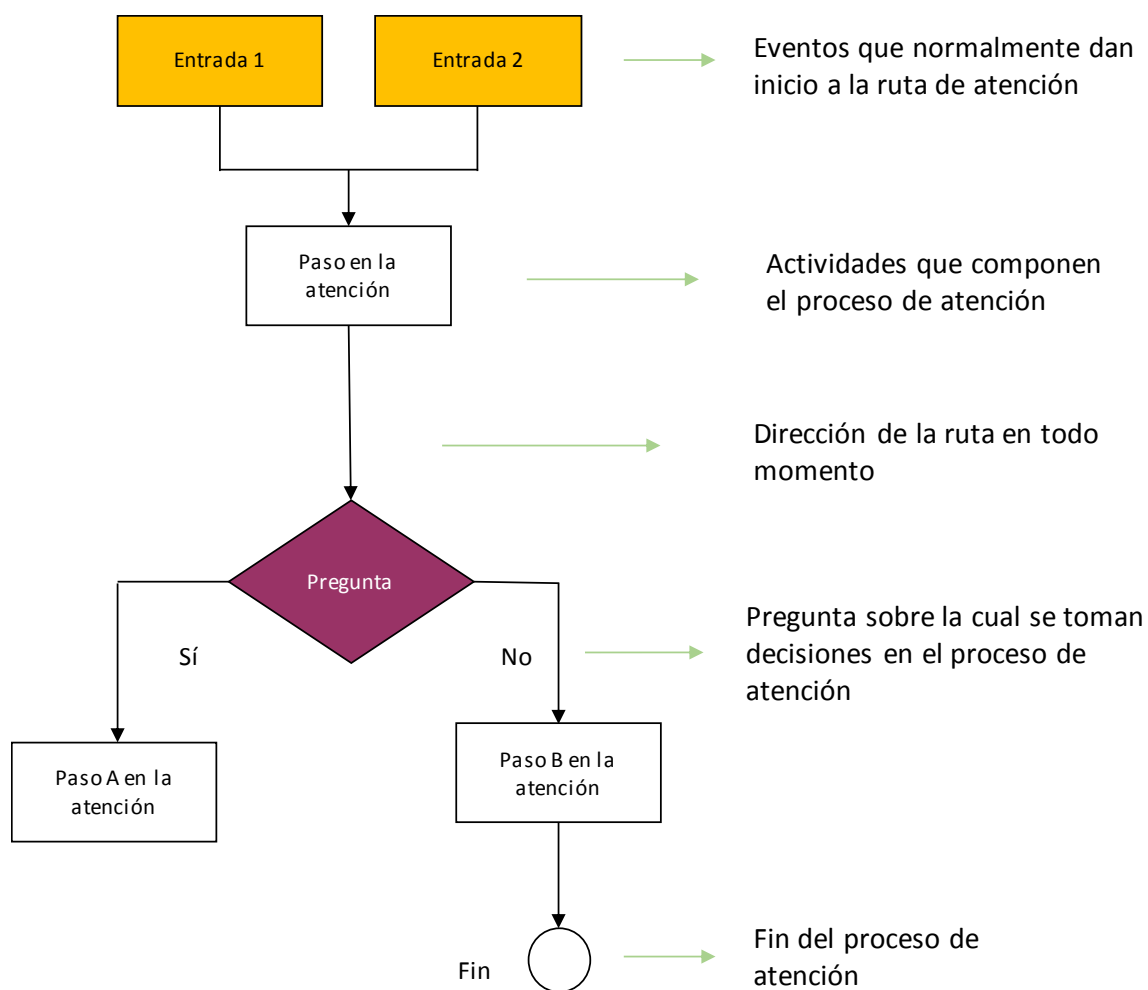 Entrada 1
Entrada 2
Eventos que normalmente dan
inicio a la ruta de atención
Paso en la
atención
Actividades que componen
el proceso de atención
Dirección de la ruta en todo
momento
Pregunta
Sí
No
Pregunta sobre la cual se toman
decisiones en el proceso de
atención
Paso A en la
atención
Paso B en la
atención
Fin
Fin del proceso de
atención